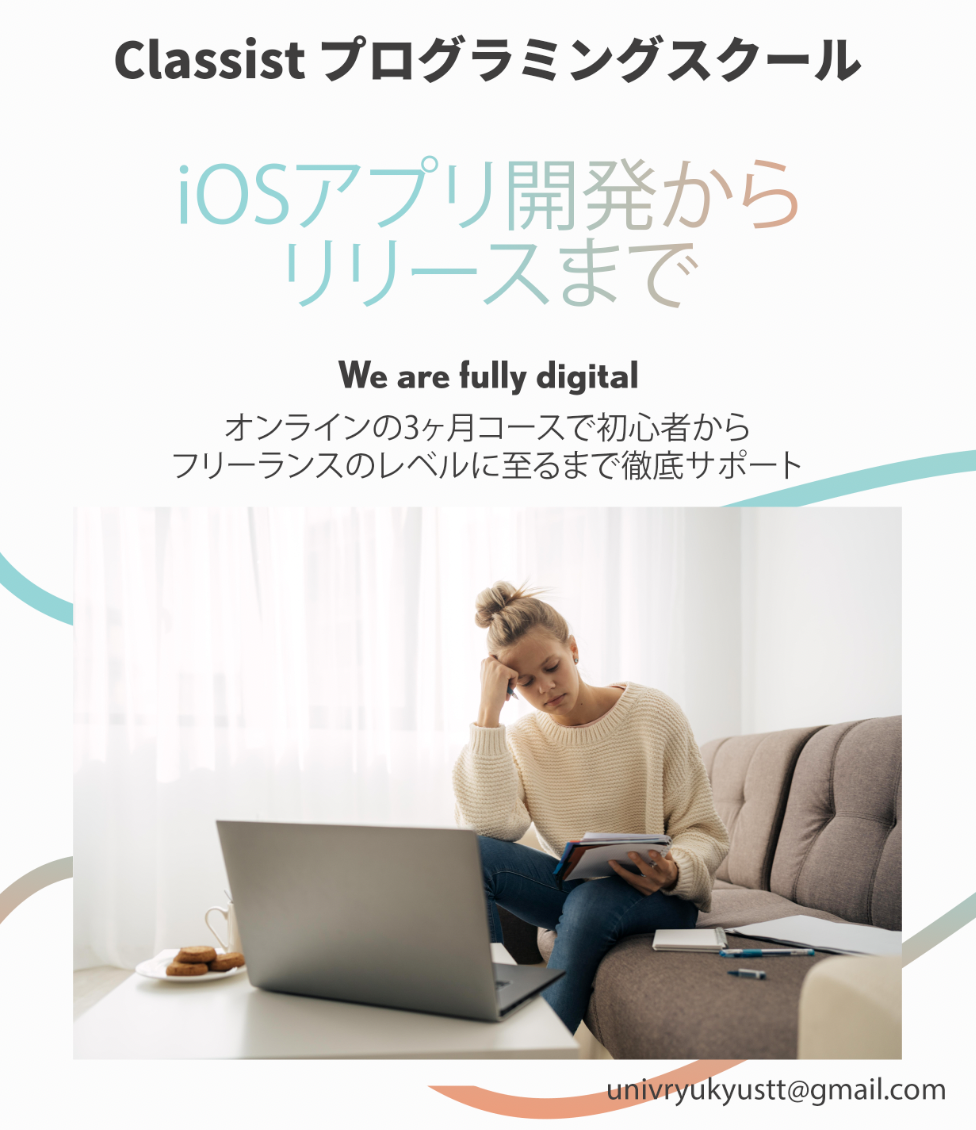 Classist プログラミングスクール
iOSアプリ開発から
リリースまで
We are fully digital
オンラインの3ヶ月コースで初心者から
フリーランスのレベルに至るまで徹底サポート
univryukyustt@gmail.com